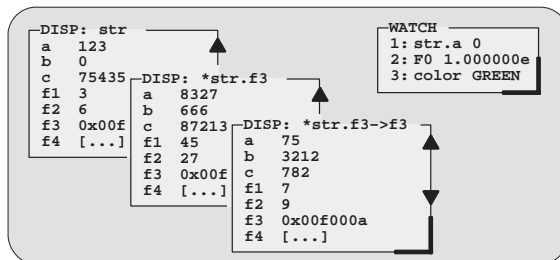 DISP: str
a 123
b 0
c 75435
f1 3
f2 6
f3 0x00f
f4 [...]
DISP: *str.f3
a 8327
b 666
c 87213
f1 45
f2 27
f3 0x00f
f4 [...]
DISP: *str.f3->f3
a 75
b 3212
c 782
f1 7
f2 9
f3 0x00f000a
f4 [...]
WATCH
1: str.a 0
2: F0 1.000000e
3: color GREEN